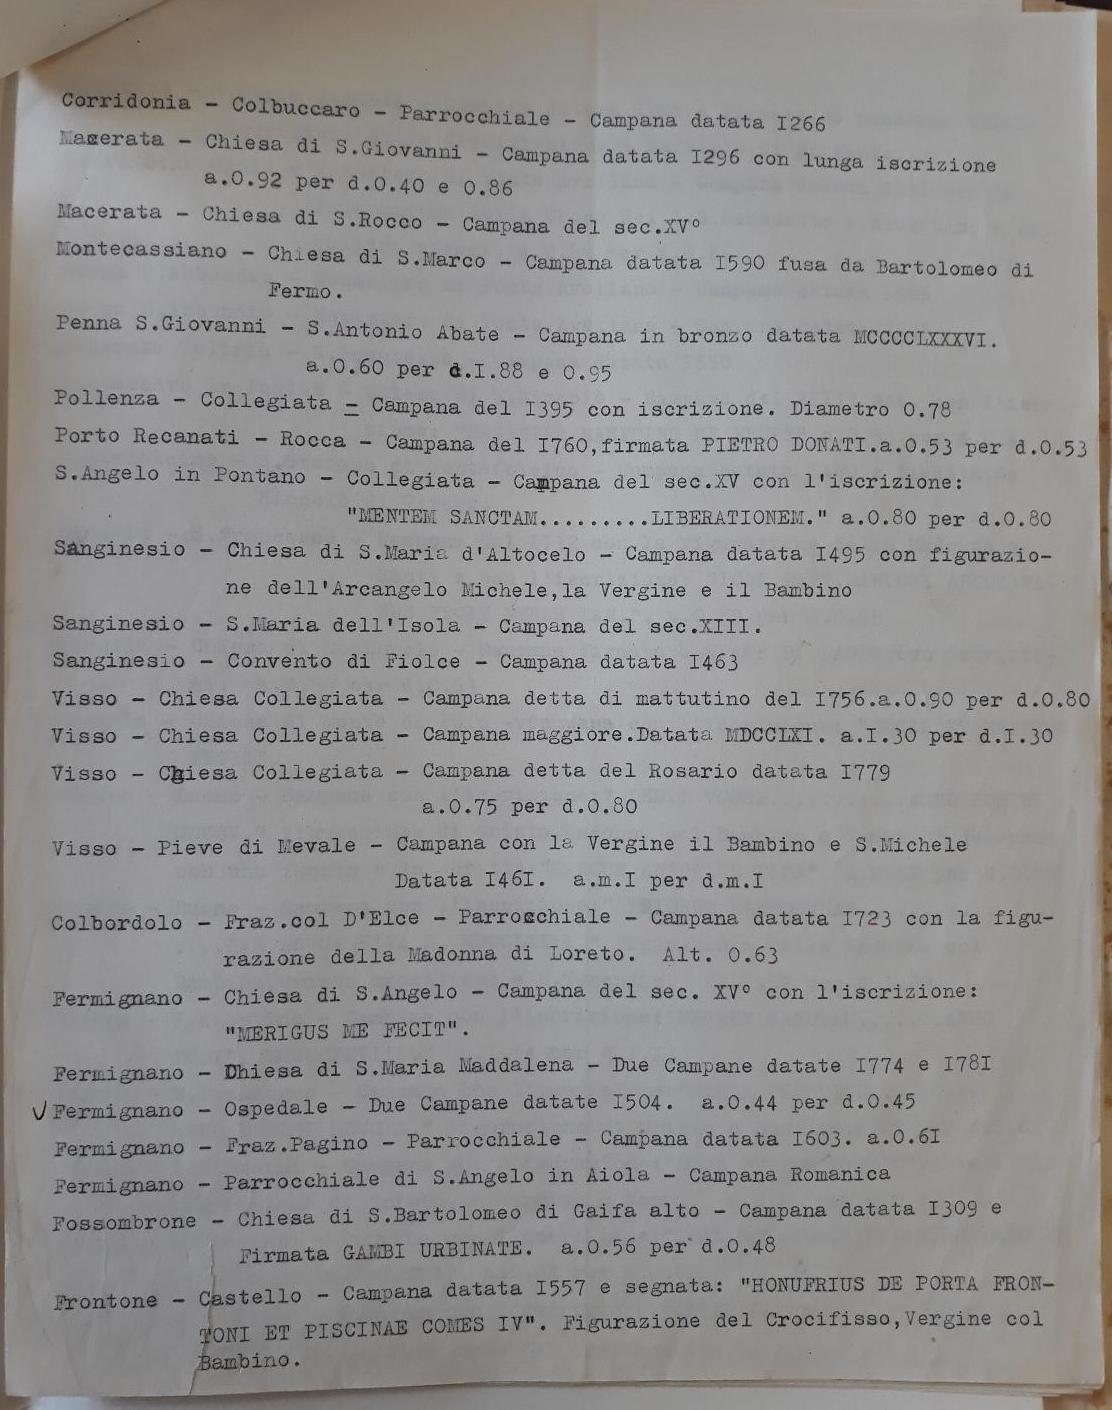 Corridonia - Colbuccaro - Parrocchiale - Campana datata I266
Macerata - Chiesa di S.Giovanni - Campana datata I296 con lunga iscrizione
a.0.92 per d.0.40 e 0.86
Macerata - Chiesa di S.Rocco - Campana del sec.XV°
Montecassiano - Chiesa di S.Marco - Campana datata I590 fusa da Bartolomeo di
Fermo.
Penna S.Giovanni - S.Antonio Abate - Campana in bronzo datata MCCCCLXXXVI.
a.0.60 per d.I.88 e 0.95
Pollenza - Collegiata - Campana del I395 con iscrizione. Diametro 0.78
Porto Recanati - Rocca - Campana del I760,firmata PIETRO DONATI.a.0.53 per d.0.53
S.Angelo in Pontano - Collegiata - Campana del sec.XV con l'iscrizione:
"MENTEM SANCTAM.........LIBERATIONEM." a.0.80 per d.0.80
Sanginesio - Chiesa di S.Maria d'Altocelo - Campana datata I495 con figurazio-
ne dell'Arcangelo Michele,la Vergine e il Bambino
Sanginesio - S.Maria dell'Isola - Campana del sec.XIII.
Sanginesio - Convento di Fiolce - Campana datata I463
Visso - Chiesa Collegiata - Campana detta di mattutino del I756.a.0.90 per d.0.80
Visso - Chiesa Collegiata - Campana maggiore.Datata MDCCLXI. a.I.30 per d.I.30
Visso - Chiesa Collegiata - Campana detta del Rosario datata I779
a.0.75 per d.0.80
Visso - Pieve di Mevale - Campana con la Vergine il Bambino e S.Michele
Datata I46I. a.m.I per d.m.I
Colbordolo - Fraz.col D'Elce - Parrocchiale - Campana datata I723 con la figu-
razione della Madonna di Loreto. Alt. 0.63
Fermignano - Chiesa di S.Angelo - Campana del sec. XV° con l'iscrizione:
"MERIGUS ME FECIT".
Fermignano - Dhiesa di S.Maria Maddalena - Due Campane datate I774 e I78I
√ Fermignano - Ospedale - Due Campane datate I504. a.0.44 per d.0.45
Fermignano - Fraz.Pagino - Parrocchiale - Campana datata I603. a.0.6I
Fermignano - Parrocchiale di S.Angelo in Aiola - Campana Romanica
Fossombrone - Chiesa di S.Bartolomeo di Gaifa alto - Campana datata I309 e
Firmata GAMBI URBINATE. a.0.56 per d.0.48
Frontone - Castello - Campana datata I557 e segnata: "HONUFRIUS DE PORTA FRON-
TONI ET PISCINAE COMES IV". Figurazione del Crocifisso,Vergine col
Bambino.